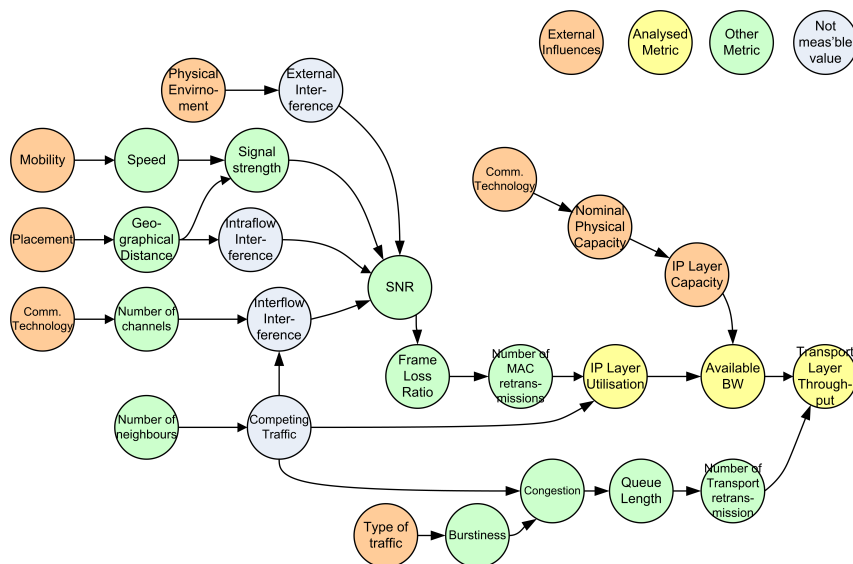 External
Influences
Analysed
Metric
Other
Metric
Not
meas'ble
value
Physical
Envirno-
ment
External
Inter-
ference
Mobility
Speed
Signal
strength
Comm.
Technology
Nominal
Physical
Capacity
Placement
Geo-
graphical
Distance
Intraflow
Inter-
ference
IP Layer
Capacity
SNR
Comm.
Technology
Number of
channels
Interflow
Inter-
ference
Frame
Loss
Ratio
Number of
MAC
retrans-
missions
IP Layer
Utilisation
Available
BW
Transport
Layer
Through-
put
Number of
neighbours
Competing
Traffic
Congestion
Queue
Length
Number of
Transport
retrans-
mission
Type of
traffic
Burstiness